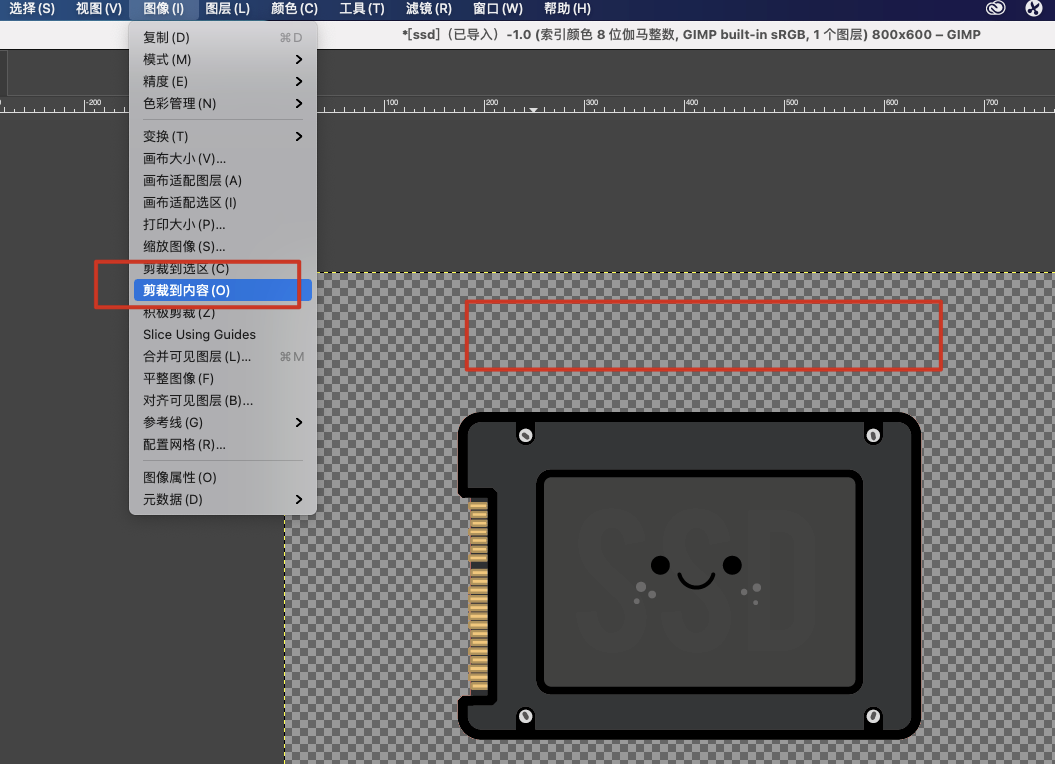 选择(S) 视图(V) 图像(I) 图层(L) 颜色(C) 工具(T) 滤镜(R) 窗口(W) 帮助(H)
*[ssd]（已导入）-1.0 (索引颜色 8 位伽马整数, GIMP built-in sRGB, 1 个图层) 800x600 – GIMP
复制(D) ⌘D
模式(M)
精度(E)
色彩管理(N)
-200 100 200 300 400 500 600 700
变换(T)
画布大小(V)...
画布适配图层(A)
画布适配选区(I)
打印大小(P)...
缩放图像(S)...
剪裁到选区(C)
剪裁到内容(O)
积极剪裁(Z)
Slice Using Guides
合并可见图层(L)... ⌘M
平整图像(F)
对齐可见图层(B)...
参考线(G)
配置网格(R)...
图像属性(O)
元数据(D)
SSD